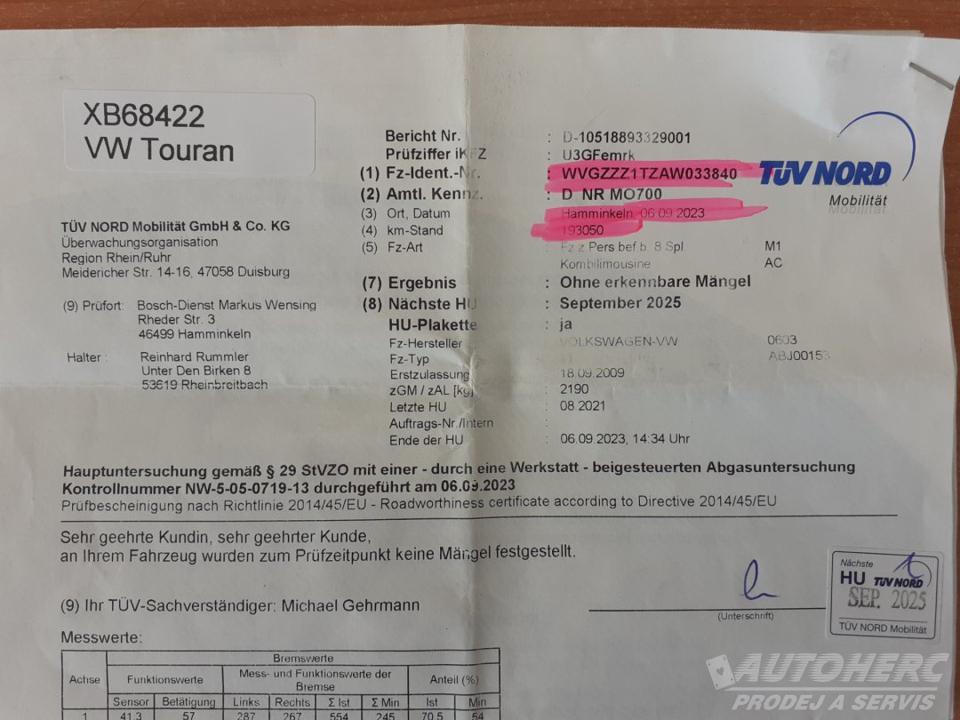 XB68422
VW Touran
Bericht Nr. : D-10518893329001
Prüfziffer iKFZ : U3GFemrk
(1) Fz-Ident.-Nr. : WVGZZZ1TZAW033840
(2) Amtl. Kennz. : D NR MO700
(3) Ort, Datum : Hamminkeln, 06.09.2023
(4) km-Stand : 193050
(5) Fz-Art : Fz z Pers bef b. 8 Spl M1
Kombilimousine AC
(7) Ergebnis : Ohne erkennbare Mängel
(8) Nächste HU : September 2025
HU-Plakette : ja
Fz-Hersteller : VOLKSWAGEN-VW 0603
Fz-Typ : ABJ00153
Erstzulassung : 18.09.2009
zGM / zAL [kg] : 2190
Letzte HU : 08.2021
Auftrags-Nr./Intern :
Ende der HU : 06.09.2023, 14:34 Uhr
TÜV NORD
Mobilität
TÜV NORD Mobilität GmbH & Co. KG
Überwachungsorganisation
Region Rhein/Ruhr
Meidericher Str. 14-16, 47058 Duisburg
(9) Prüfort: Bosch-Dienst Markus Wensing
Rheder Str. 3
46499 Hamminkeln
Halter : Reinhard Rummler
Unter Den Birken 8
53619 Rheinbreitbach
Hauptuntersuchung gemäß § 29 StVZO mit einer - durch eine Werkstatt - beigesteuerten Abgasuntersuchung
Kontrollnummer NW-5-05-0719-13 durchgeführt am 06.09.2023
Prüfbescheinigung nach Richtlinie 2014/45/EU - Roadworthiness certificate according to Directive 2014/45/EU
Sehr geehrte Kundin, sehr geehrter Kunde,
an Ihrem Fahrzeug wurden zum Prüfzeitpunkt keine Mängel festgestellt.
(9) Ihr TÜV-Sachverständiger: Michael Gehrmann
(Unterschrift)
Nächste
HU TÜV NORD
SEP. 2025
TÜV NORD Mobilität
Messwerte:
Bremswerte
Achse Funktionswerte Mess- und Funktionswerte der Bremse Anteil (%)
Sensor Betätigung Links Rechts Σ Ist Σ Min Ist Min
1 41.3 57 287 267 554 245 70.5 54
AUTOHERC
PRODEJ A SERVIS